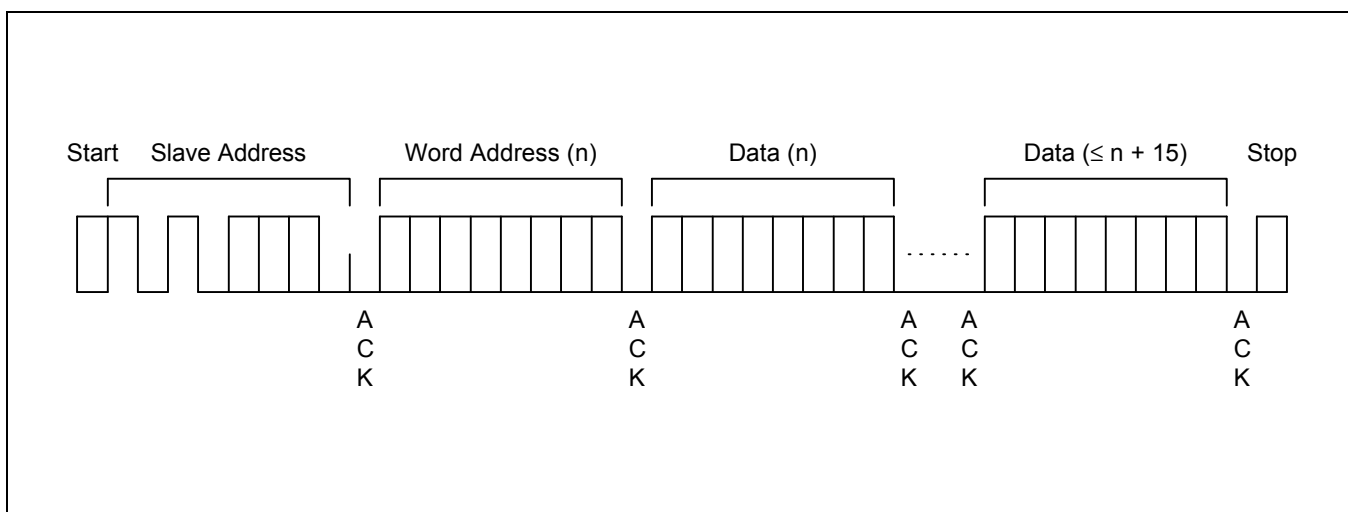 Start Slave Address Word Address (n) Data (n) Data (≤ n + 15) Stop
......
A A A A A
C C C C C
K K K K K